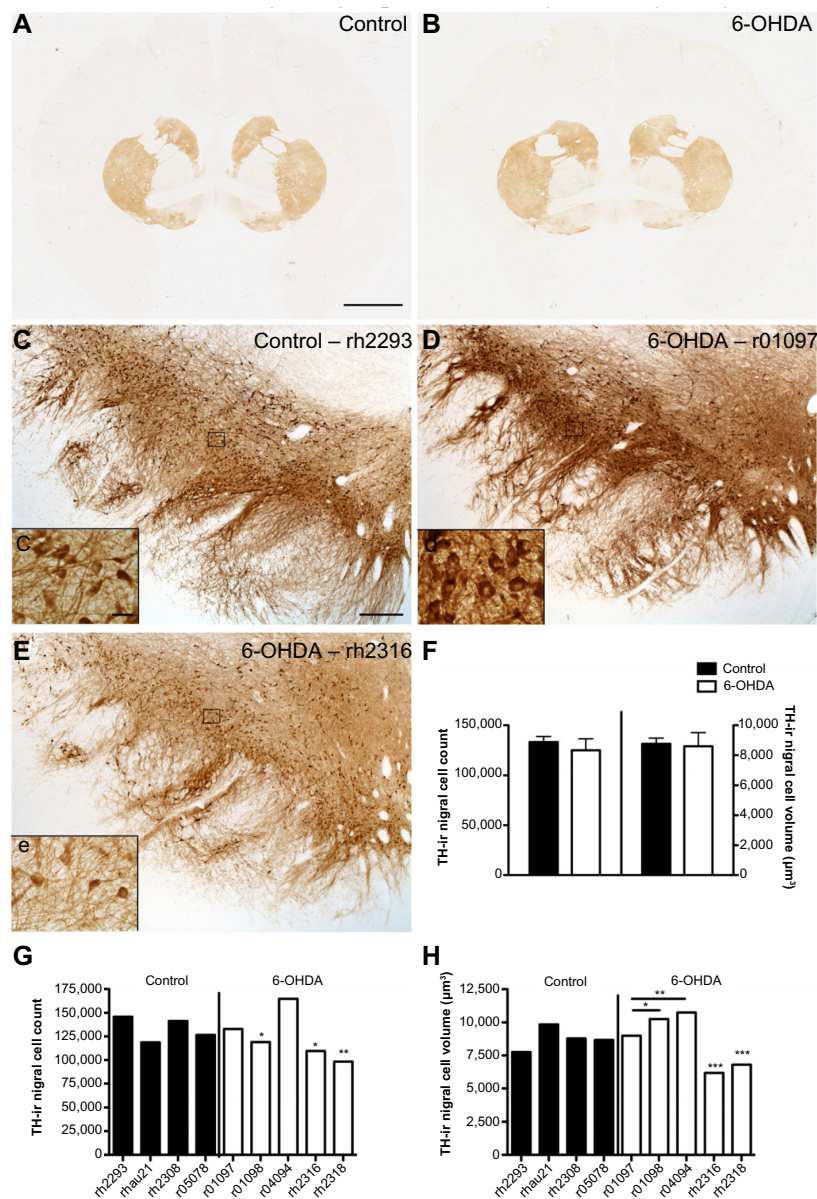 A
Control
B
6-OHDA
C
Control – rh2293
D
6-OHDA – r01097
C
d
E
6-OHDA – rh2316
e
F
Control
6-OHDA
TH-ir nigral cell count
150,000
100,000
50,000
0
10,000
8,000
6,000
4,000
2,000
0
TH-ir nigral cell volume (µm³)
G
Control
6-OHDA
TH-ir nigral cell count
175,000
150,000
125,000
100,000
75,000
50,000
25,000
0
*
*
**
rh2293
rhau21
rh2308
r05078
r01097
r01098
r04094
rh2316
rh2318
H
Control
6-OHDA
TH-ir nigral cell volume (µm³)
12,500
10,000
7,500
5,000
2,500
0
**
*
***
***
rh2293
rhau21
rh2308
r05078
r01097
r01098
r04094
rh2316
rh2318